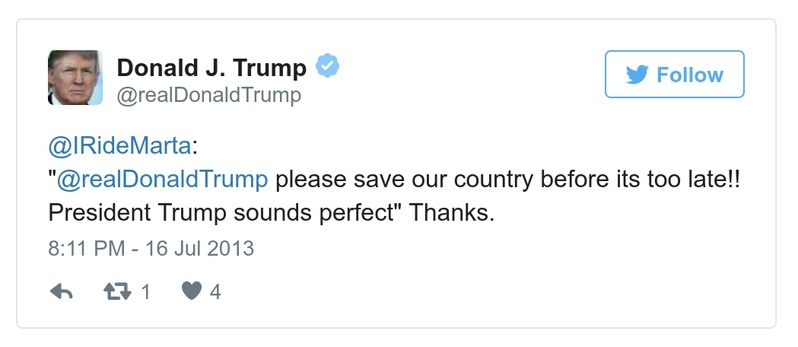 Donald J. Trump
@realDonaldTrump
Follow
@IRideMarta:
"@realDonaldTrump please save our country before its too late!!
President Trump sounds perfect" Thanks.
8:11 PM - 16 Jul 2013
1 4